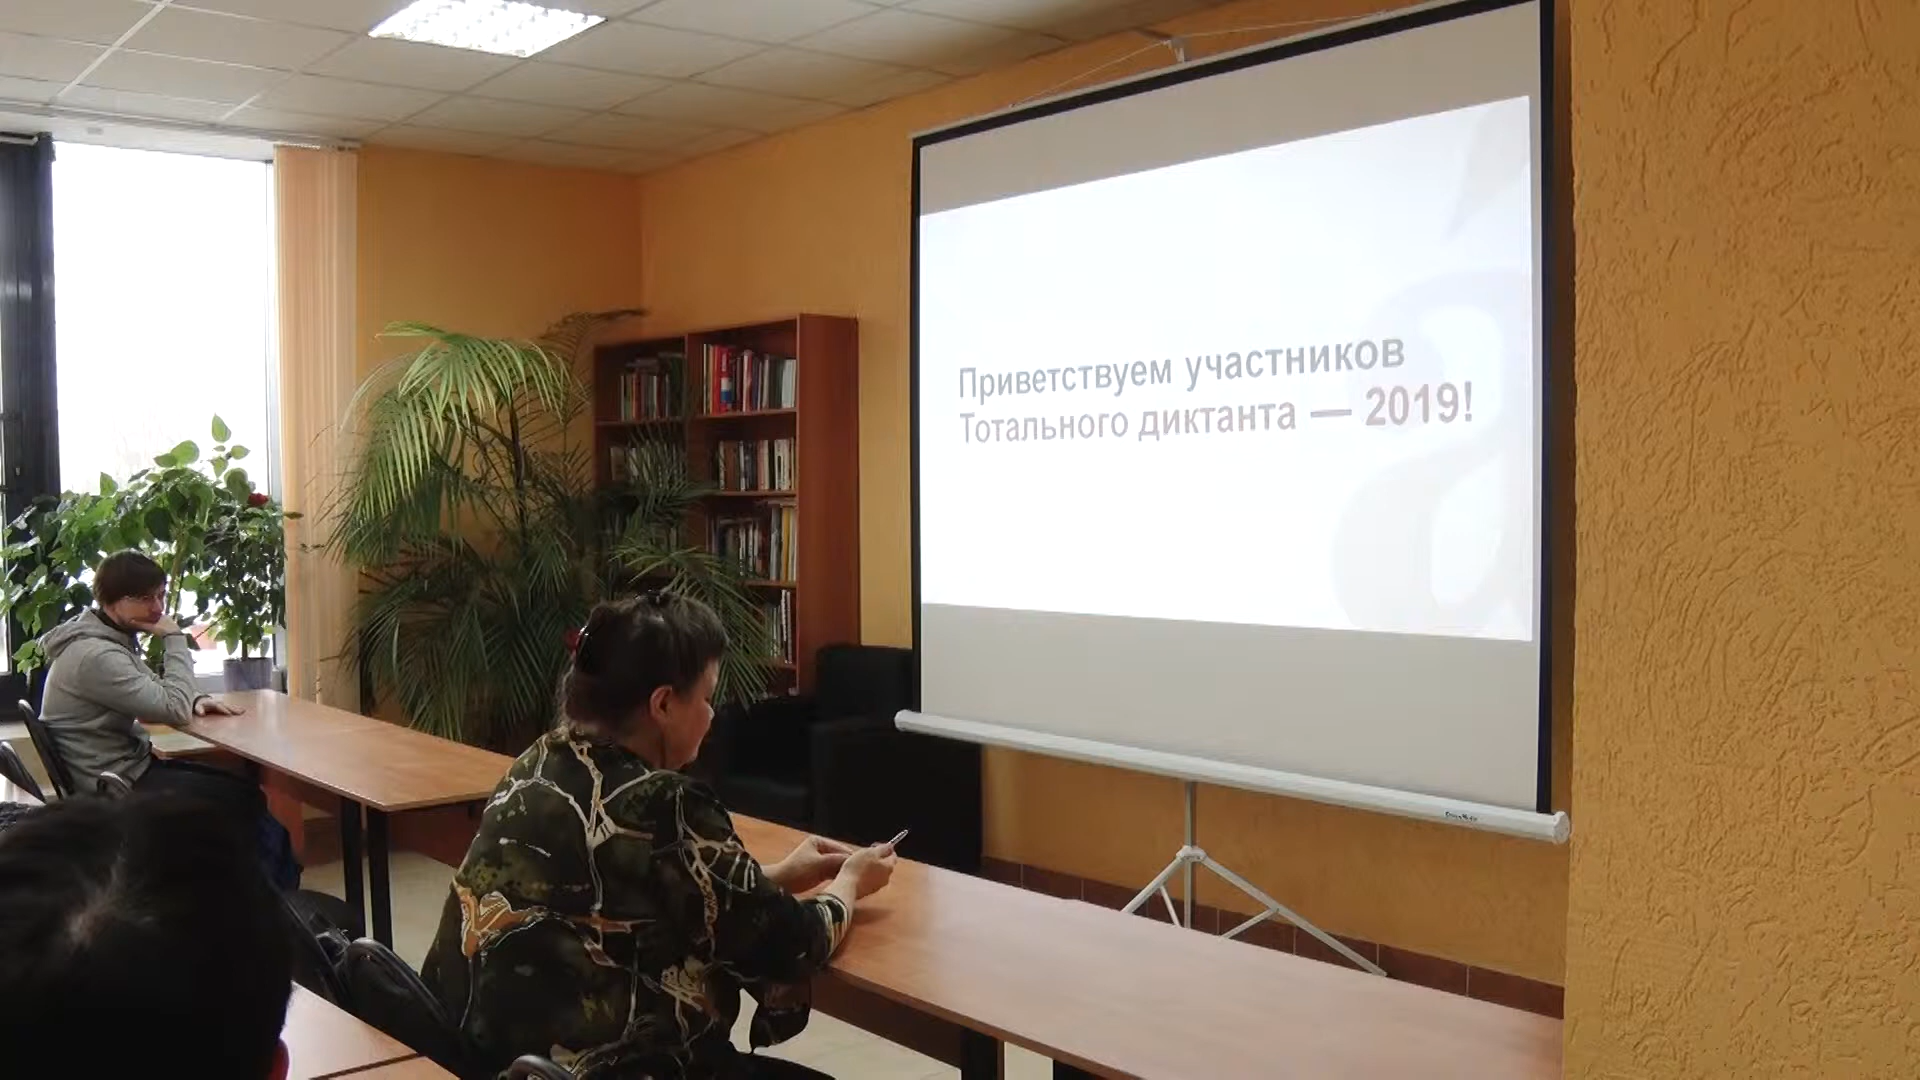 Приветствуем участников
Тотального диктанта — 2019!